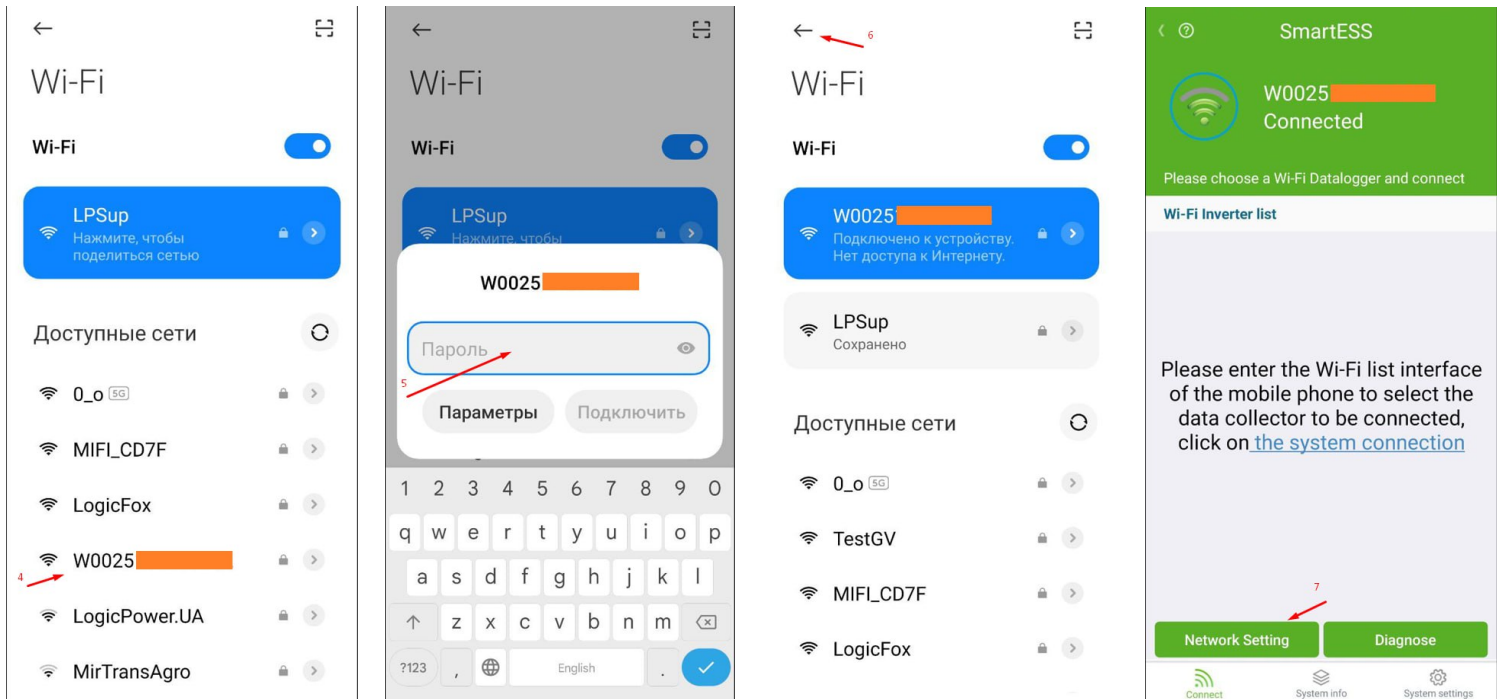 Wi-Fi
Wi-Fi
LPSup
Нажмите, чтобы
поделиться сетью
Доступные сети
0_o 5G
MIFI_CD7F
LogicFox
4
W0025
LogicPower.UA
MirTransAgro
Wi-Fi
Wi-Fi
LPSup
Нажмите, чтобы
W0025
Пароль
5
Параметры
Подключить
1 2 3 4 5 6 7 8 9 0
q w e r t y u i o p
a s d f g h j k l
z x c v b n m
?123 , English .
6
Wi-Fi
Wi-Fi
W0025
Подключено к устройству.
Нет доступа к Интернету.
LPSup
Сохранено
Доступные сети
0_o 5G
TestGV
MIFI_CD7F
LogicFox
SmartESS
W0025
Connected
Please choose a Wi-Fi Datalogger and connect
Wi-Fi Inverter list
Please enter the Wi-Fi list interface
of the mobile phone to select the
data collector to be connected,
click on the system connection
7
Network Setting
Diagnose
Connect
System info
System settings